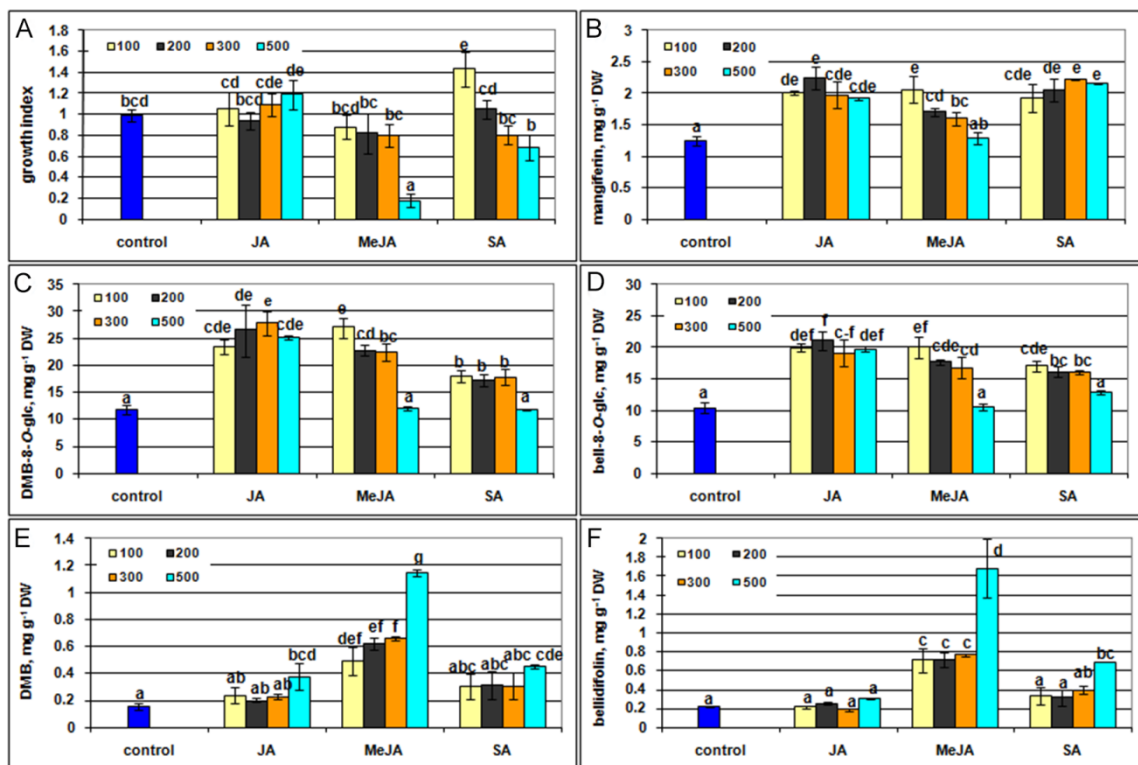 A
growth index
1.8
1.6
1.4
1.2
1
0.8
0.6
0.4
0.2
0
100 200 300 500
bcd cd bcd cde de bcd bc bc a e cd bc b
control JA MeJA SA
B
mangiferin, mg g⁻¹ DW
3
2.5
2
1.5
1
0.5
0
100 200
300 500
a de e cde cde e cd bc ab cde de e e
control JA MeJA SA
C
DMB-8-O-glc, mg g⁻¹ DW
35
30
25
20
15
10
5
0
100 200
300 500
a cde de e cde e cd bc a b b b a
control JA MeJA SA
D
bell-8-O-glc, mg g⁻¹ DW
30
25
20
15
10
5
0
100 200
300 500
a def f c-f def ef cde cd a cde bc bc a
control JA MeJA SA
E
DMB, mg g⁻¹ DW
1.4
1.2
1
0.8
0.6
0.4
0.2
0
100 200
300 500
a ab ab ab bcd def ef f g abc abc abc cde
control JA MeJA SA
F
bellidifolin, mg g⁻¹ DW
2
1.8
1.6
1.4
1.2
1
0.8
0.6
0.4
0.2
0
100 200
300 500
a a a a a c c c d a a ab bc
control JA MeJA SA